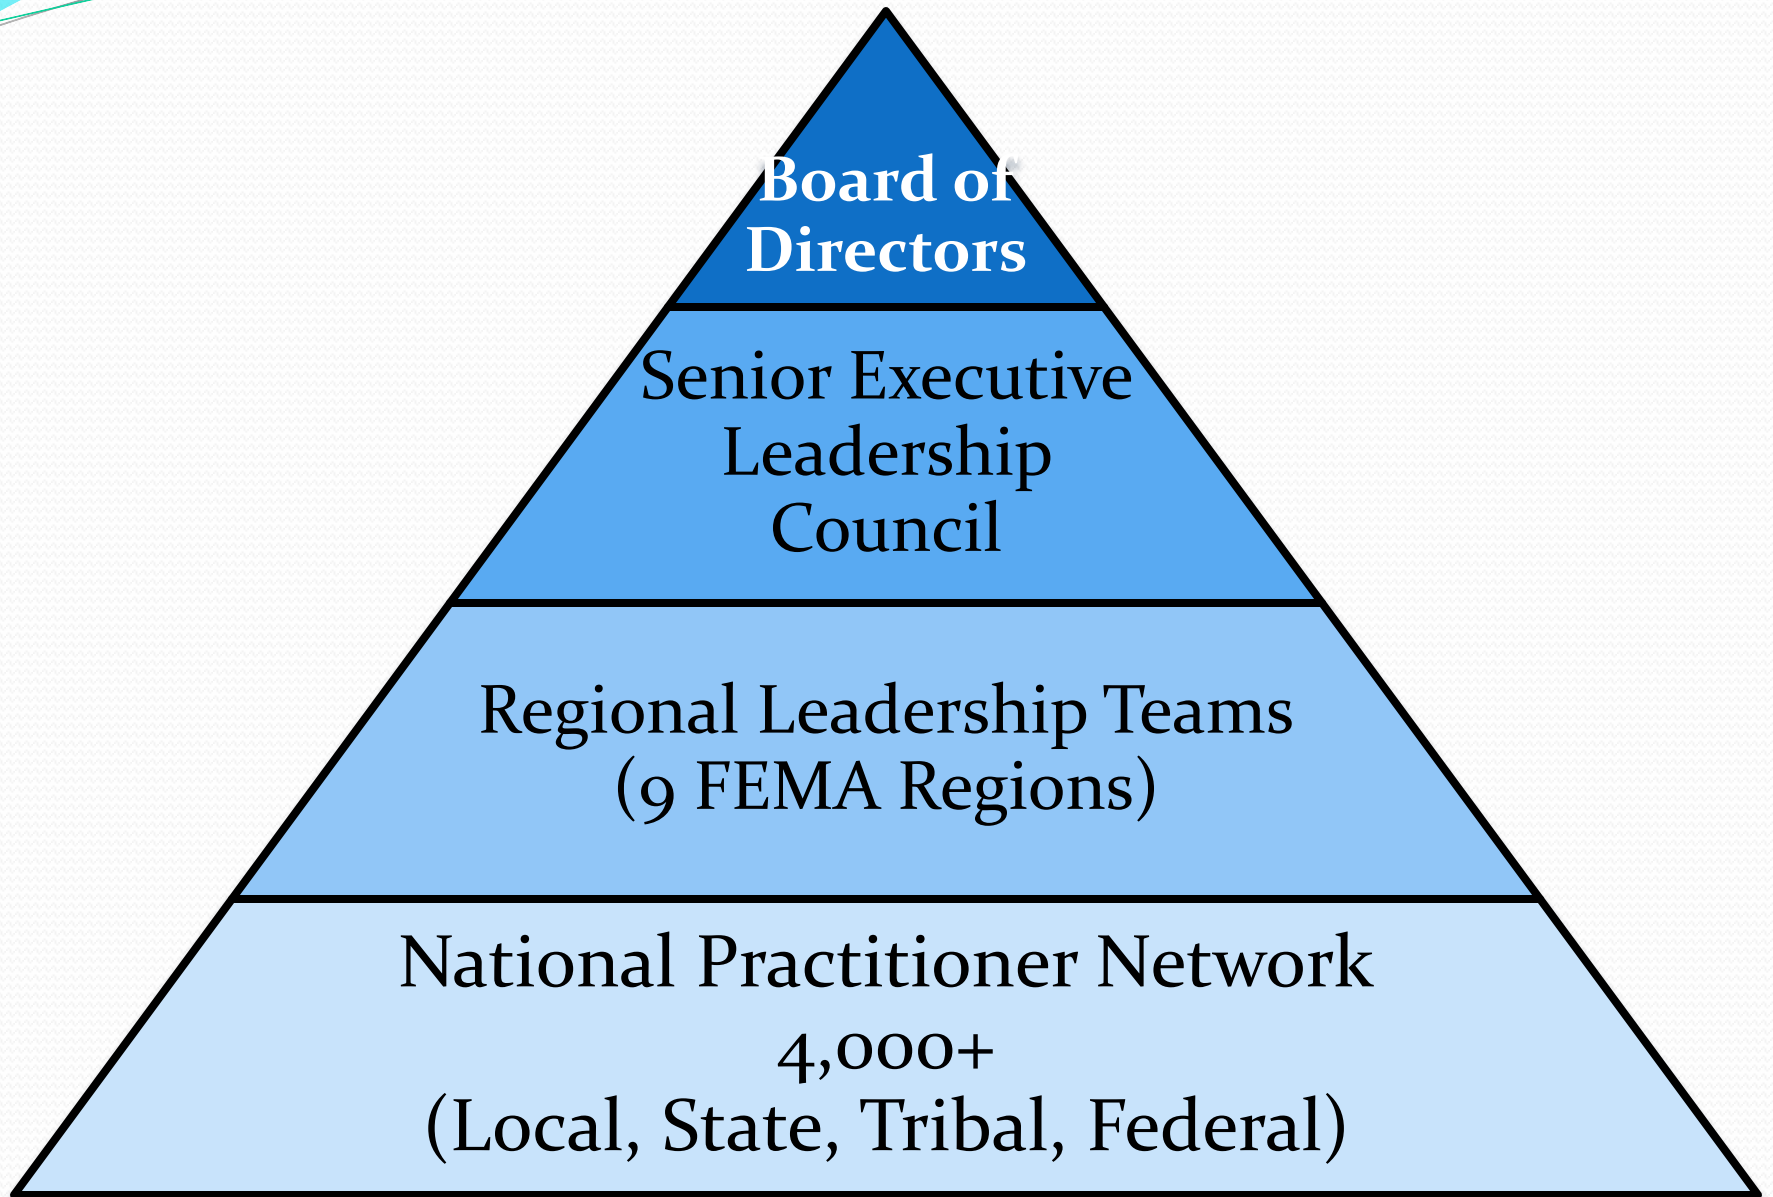 Board of
Directors
Senior Executive
Leadership
Council
Regional Leadership Teams
(9 FEMA Regions)
National Practitioner Network
4,000+
(Local, State, Tribal, Federal)